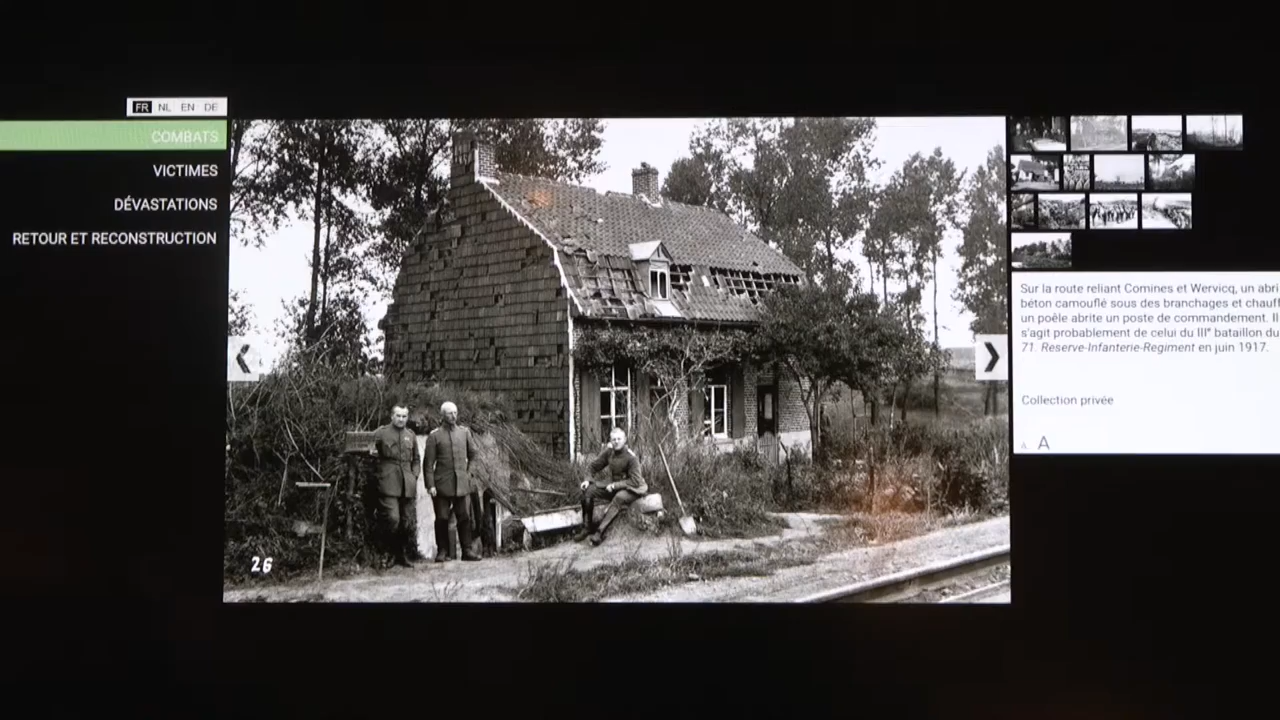 FR NL EN DE
COMBATS
VICTIMES
DÉVASTATIONS
RETOUR ET RECONSTRUCTION
26
Sur la route reliant Comines et Wervicq, un abri
béton camouflé sous des branchages et chauff
un poêle abrite un poste de commandement. Il
s'agit probablement de celui du IIIe bataillon du
71. Reserve-Infanterie-Regiment en juin 1917.
Collection privée
A A